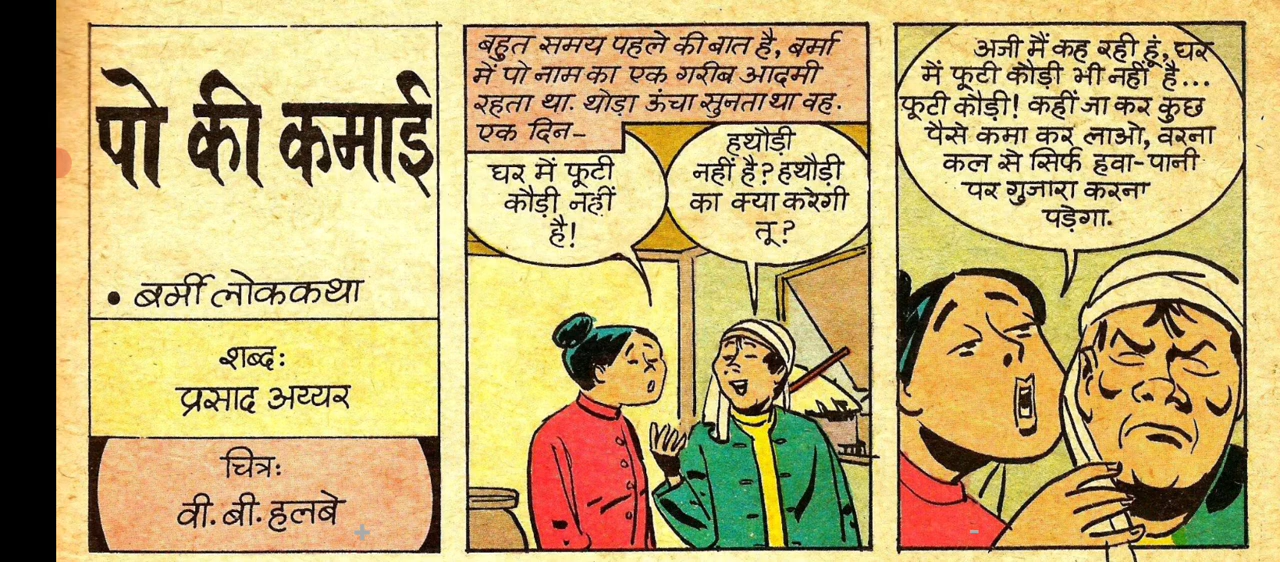 पो की कमाई
• बर्मी लोककथा
शब्द:
प्रसाद अय्यर
चित्र:
वी. बी. हलबे
बहुत समय पहले की बात है, बर्मा
में पो नाम का एक गरीब आदमी
रहता था. थोड़ा ऊंचा सुनता था वह.
एक दिन-
घर में फूटी
कौड़ी नहीं
है!
हथौड़ी
नहीं है? हथौड़ी
का क्या करेगी
तू?
अजी मैं कह रही हूं, घर
में फूटी कौड़ी भी नहीं है...
फूटी कौड़ी! कहीं जा कर कुछ
पैसे कमा कर लाओ, वरना
कल से सिर्फ हवा-पानी
पर गुजारा करना
पड़ेगा.